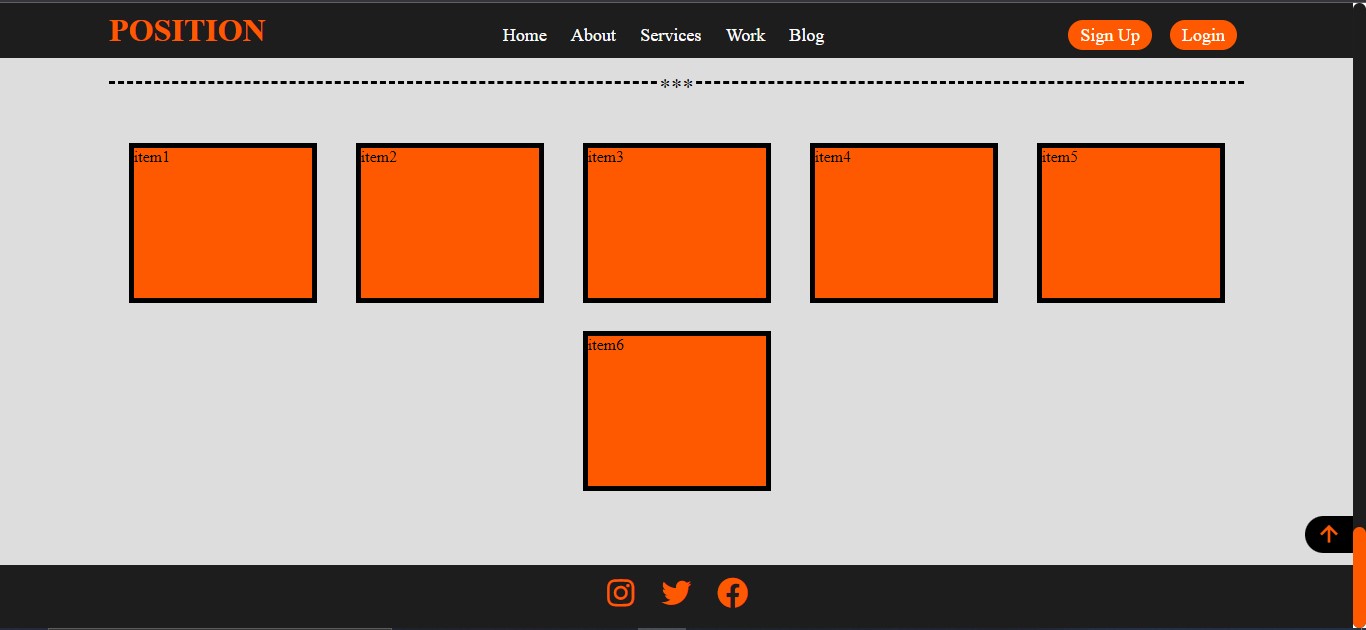 POSITION
Home About Services Work Blog
Sign Up Login
***
item1 item2 item3 item4 item5
item6